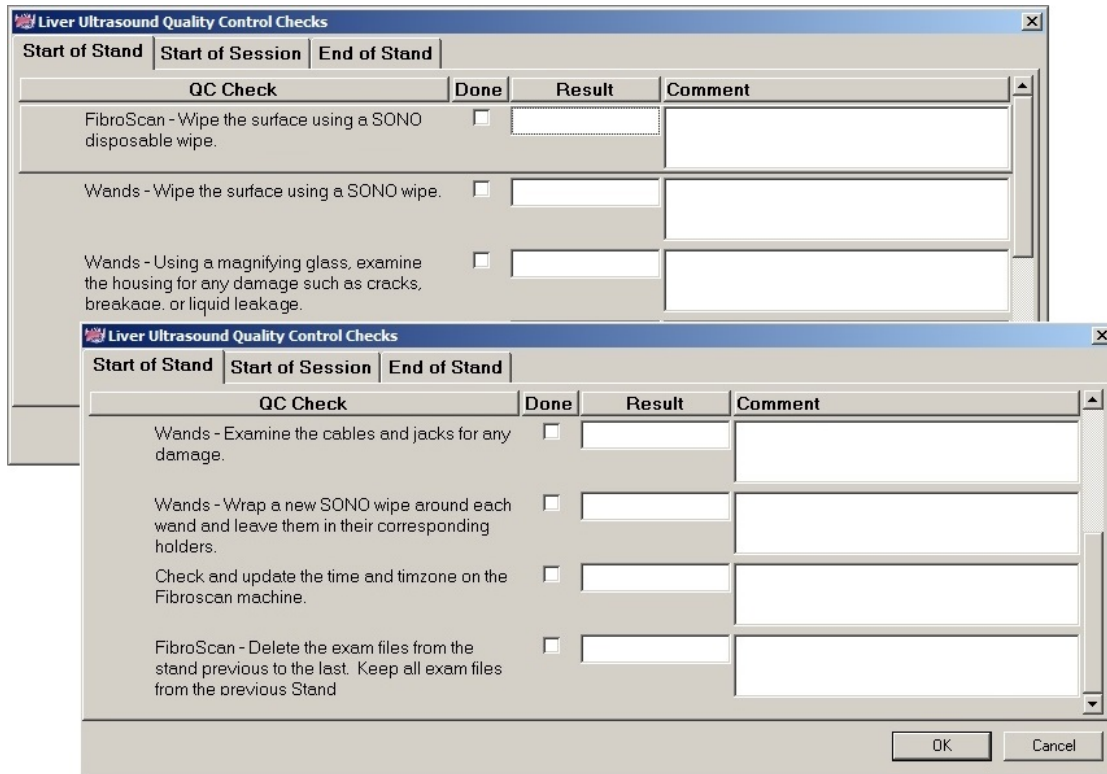 Liver Ultrasound Quality Control Checks
Start of Stand Start of Session End of Stand
QC Check Done Result Comment
FibroScan - Wipe the surface using a SONO
disposable wipe.
Wands - Wipe the surface using a SONO wipe.
Wands - Using a magnifying glass, examine
the housing for any damage such as cracks,
breakage, or liquid leakage.
Liver Ultrasound Quality Control Checks
Start of Stand Start of Session End of Stand
QC Check Done Result Comment
Wands - Examine the cables and jacks for any
damage.
Wands - Wrap a new SONO wipe around each
wand and leave them in their corresponding
holders.
Check and update the time and timzone on the
Fibroscan machine.
FibroScan - Delete the exam files from the
stand previous to the last. Keep all exam files
from the previous Stand
OK Cancel